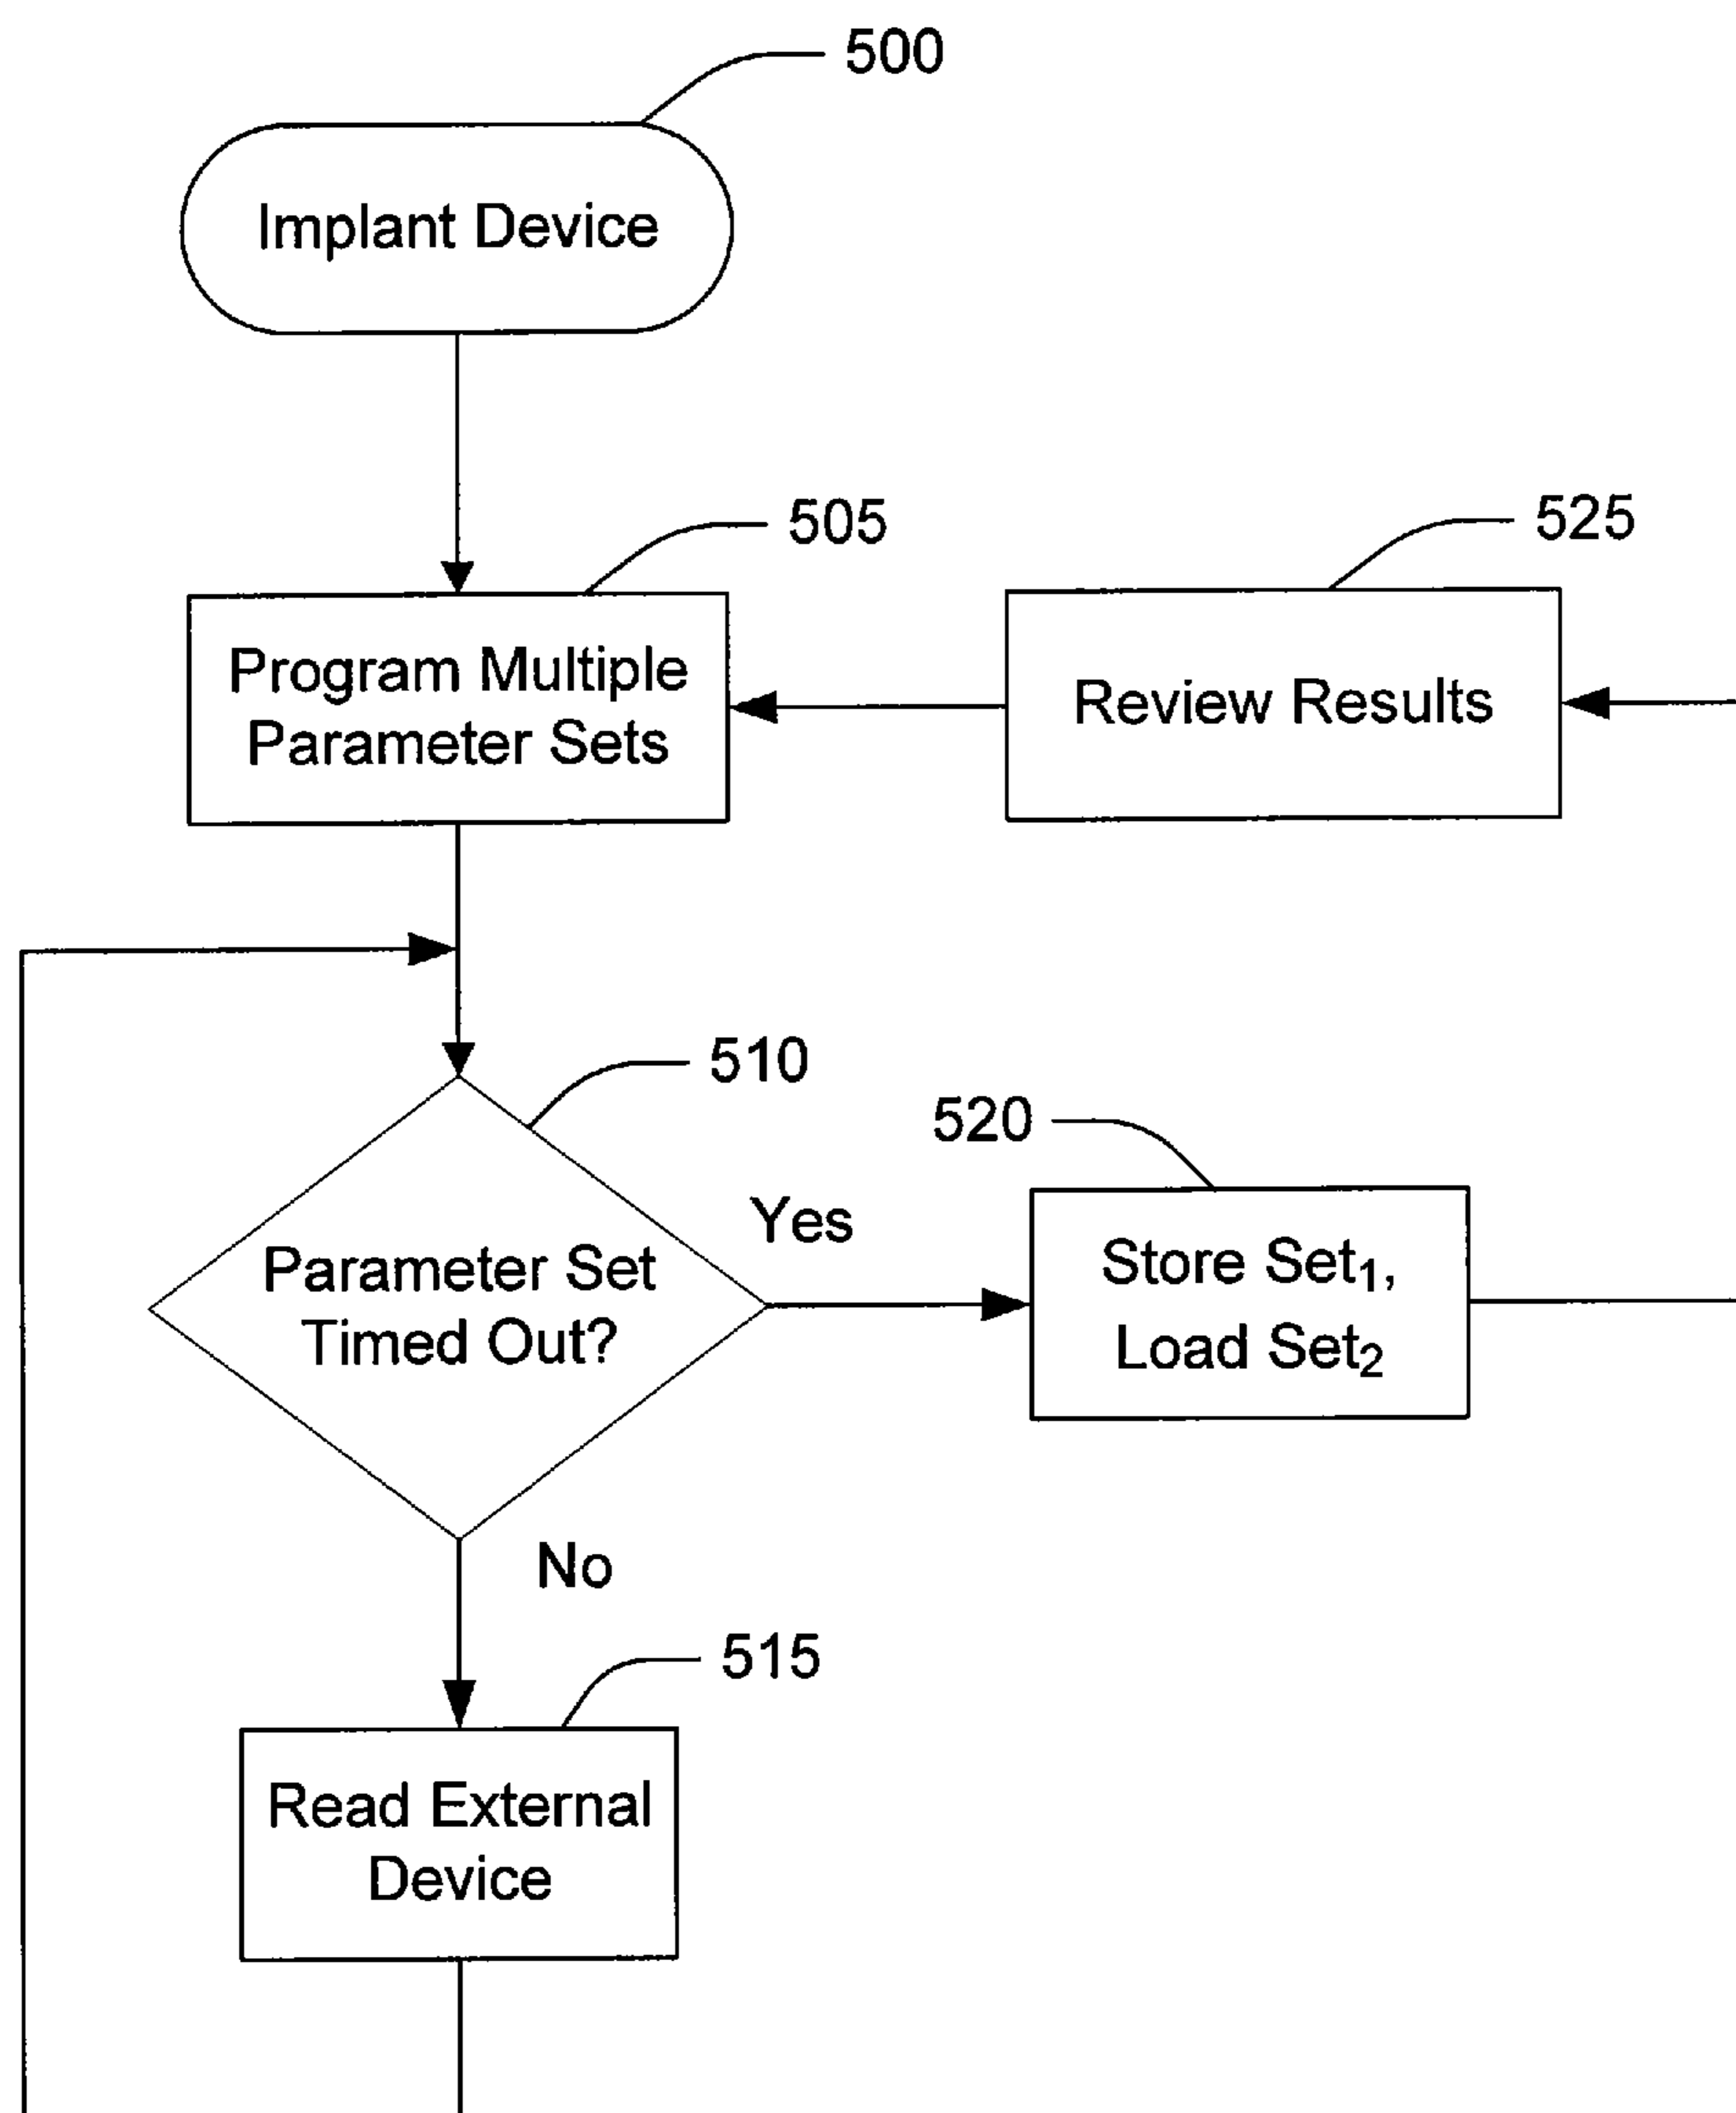 500
Implant Device
505
525
Program Multiple
Parameter Sets
Review Results
510
520
Yes
Parameter Set
Timed Out?
Store Set₁,
Load Set₂
No
515
Read External
Device